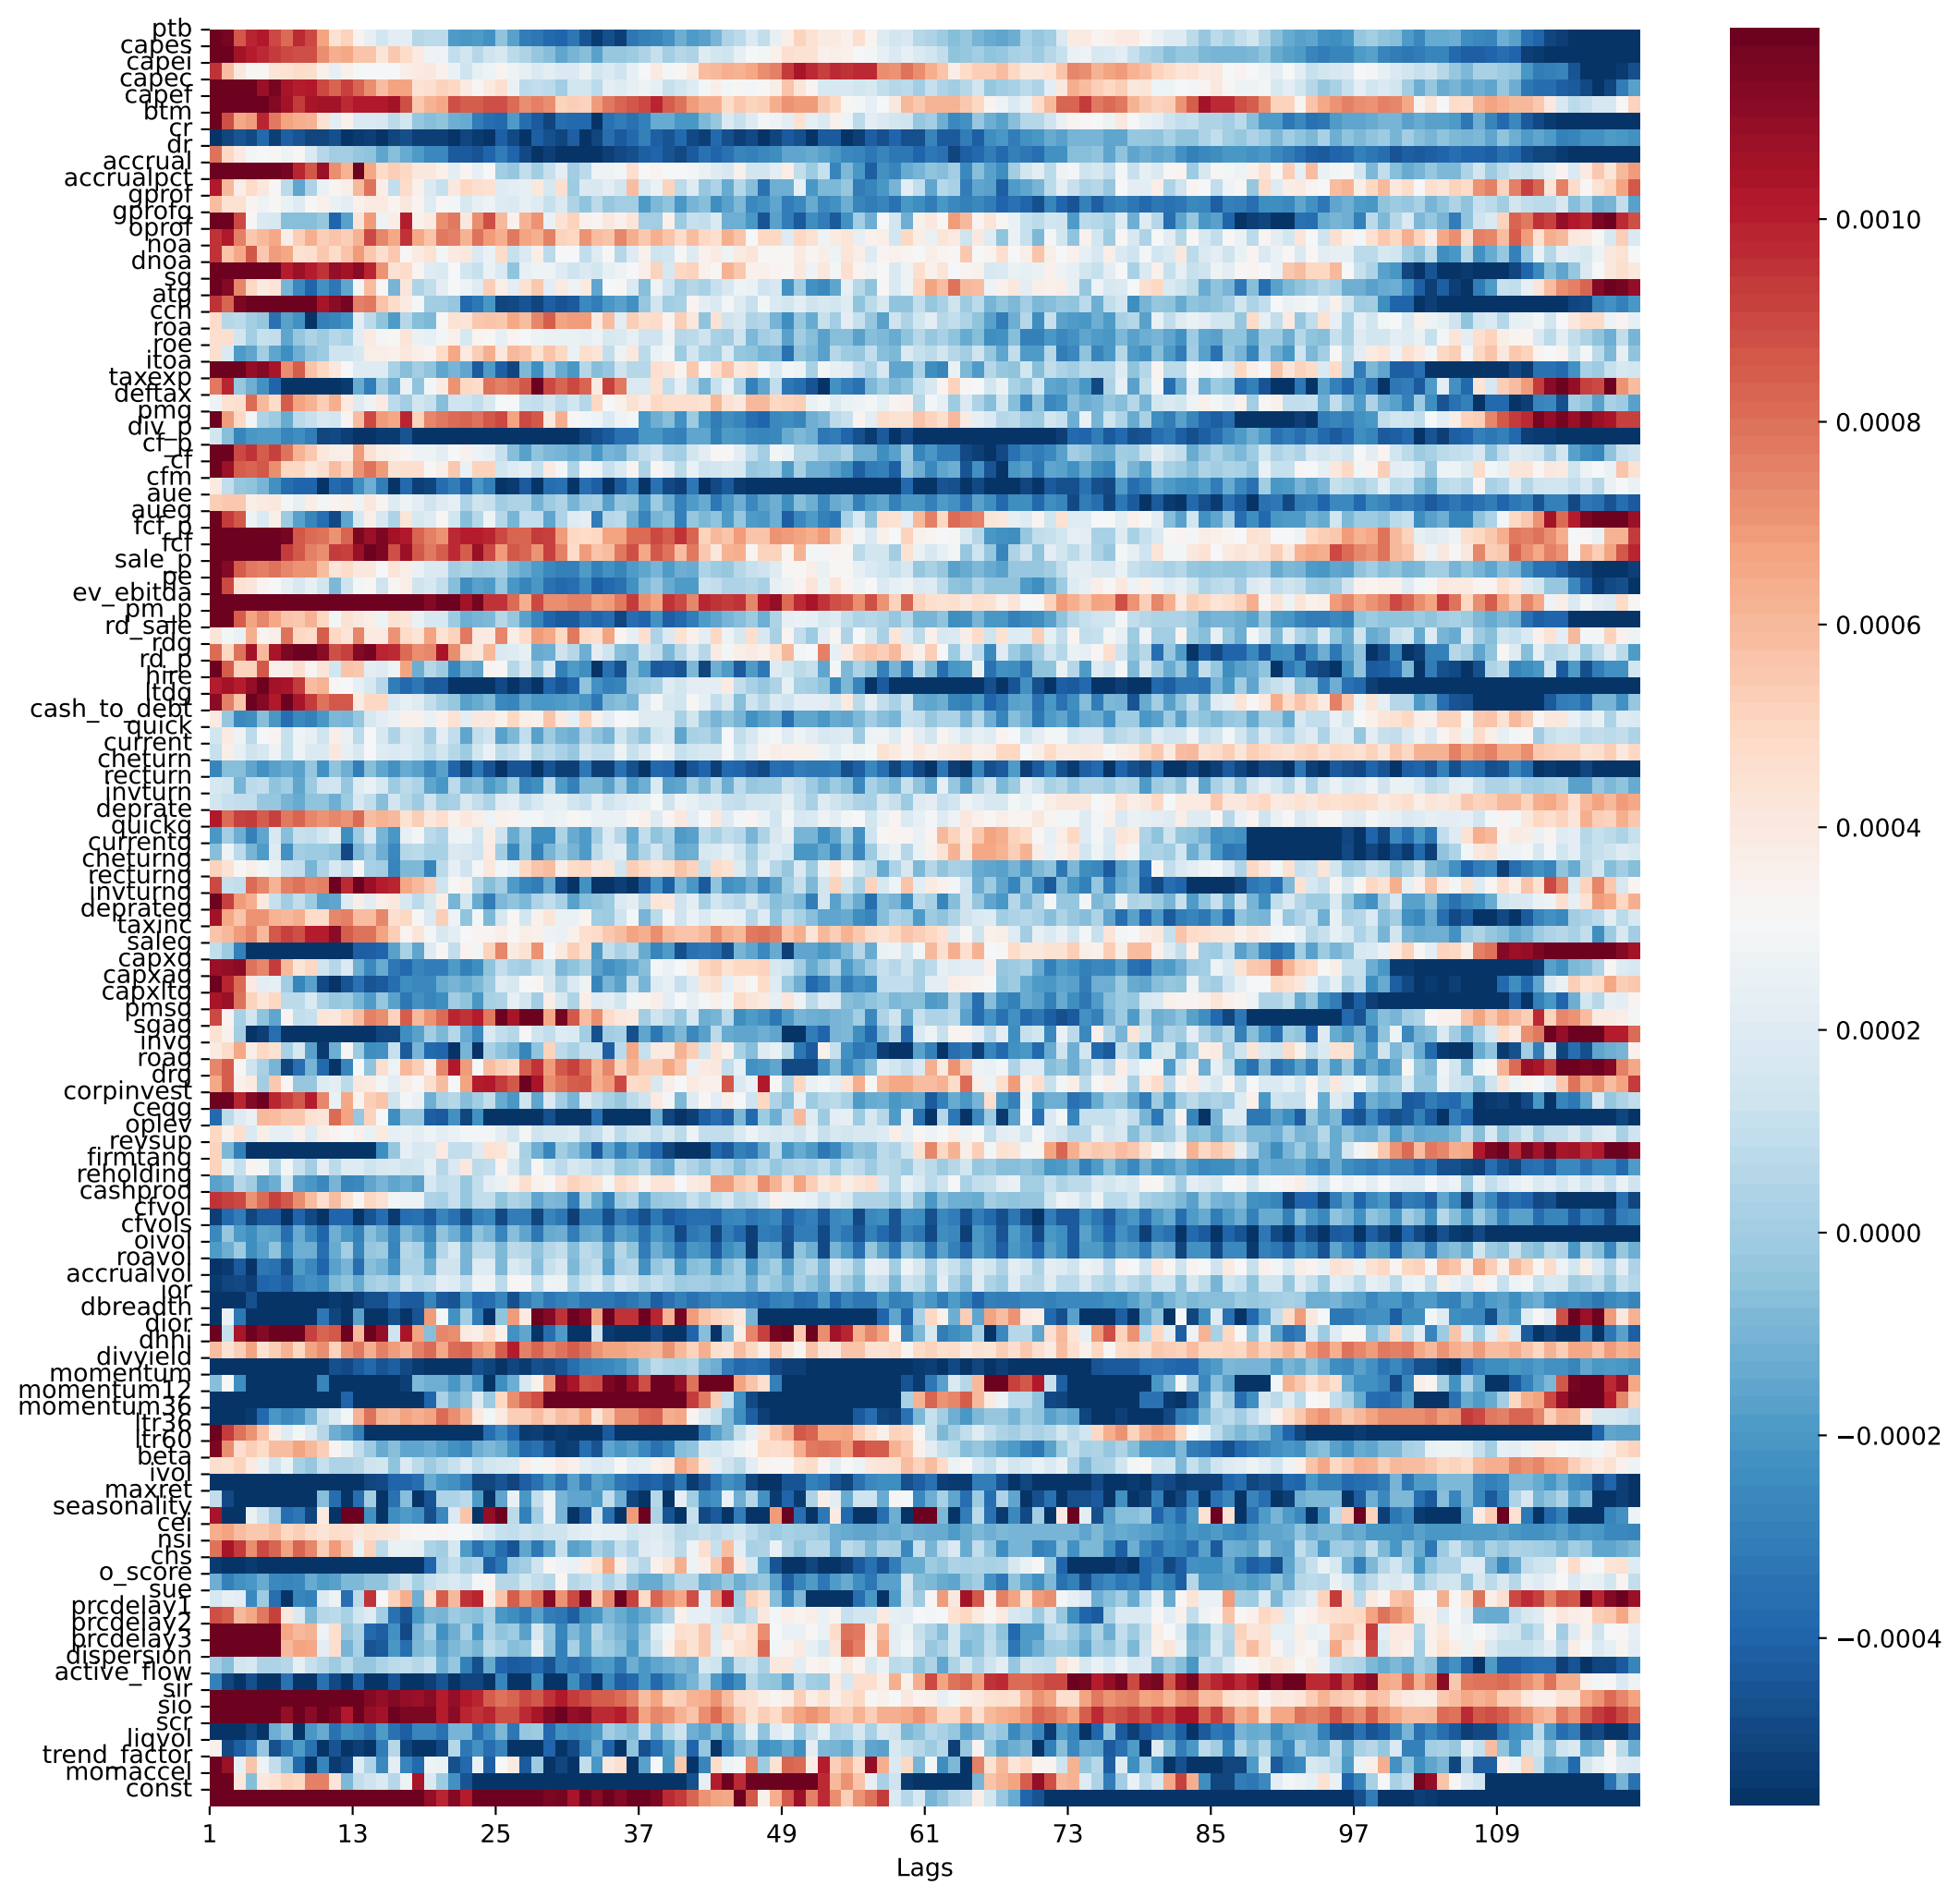 ptb
capes
capei
capec
capef
btm
cr
dr
accrual
accrualpct
gprof
gprofg
oprof
noa
dnoa
sg
atg
cch
roa
roe
itoa
taxexp
deftax
pmg
div_p
cf_p
cf
cfm
aue
aueg
fcf_p
fcf
sale_p
pe
ev_ebitda
pm_p
rd_sale
rdg
rd_p
hire
ltdg
cash_to_debt
quick
current
cheturn
recturn
invturn
deprate
quickg
currentg
cheturng
recturng
invturng
deprateg
taxinc
saleg
capxg
capxag
capxitg
pmsg
sgag
invg
roag
drg
corpinvest
ceqg
oplev
revsup
firmtang
reholding
cashprod
cfvol
cfvols
oivol
roavol
accrualvol
ior
dbreadth
dior
dhhi
divyield
momentum
momentum12
momentum36
ltr36
ltr60
beta
ivol
maxret
seasonality
cei
nsi
chs
o_score
sue
prcdelay1
prcdelay2
prcdelay3
dispersion
active_flow
sir
sio
scr
liqvol
trend_factor
momaccel
const
1 13 25 37 49 61 73 85 97 109
Lags
0.0010
0.0008
0.0006
0.0004
0.0002
0.0000
−0.0002
−0.0004